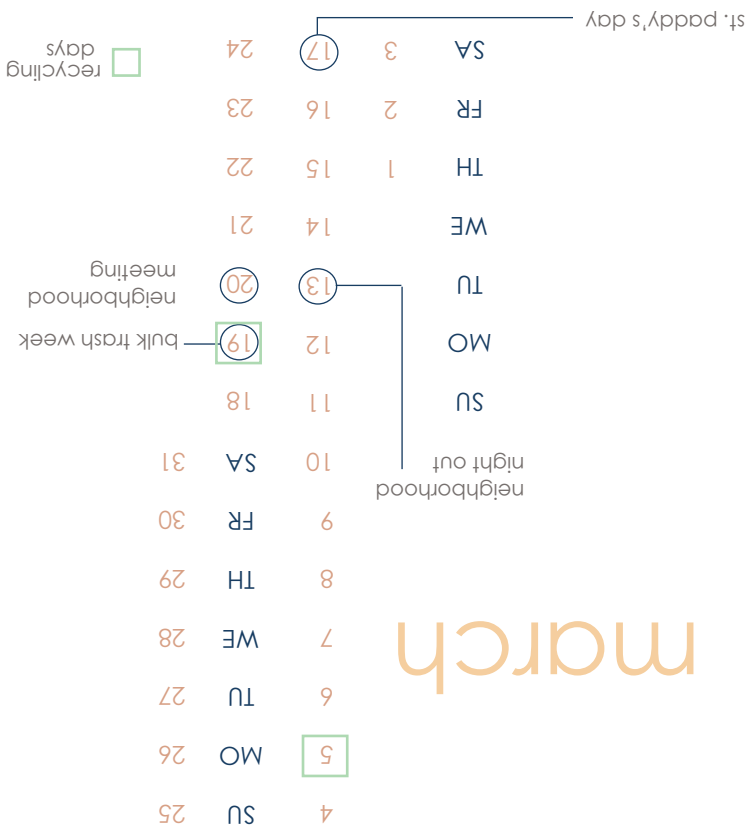 march
4 SU 25
5 MO 26
6 TU 27
7 WE 28
8 TH 29
9 FR 30
10 SA 31
neighborhood
night out
SU 11 18
MO 12 19
bulk trash week
TU 13 20
neighborhood
meeting
WE 14 21
TH 1 15 22
FR 2 16 23
SA 3 17 24
recycling
days
st. paddy's day